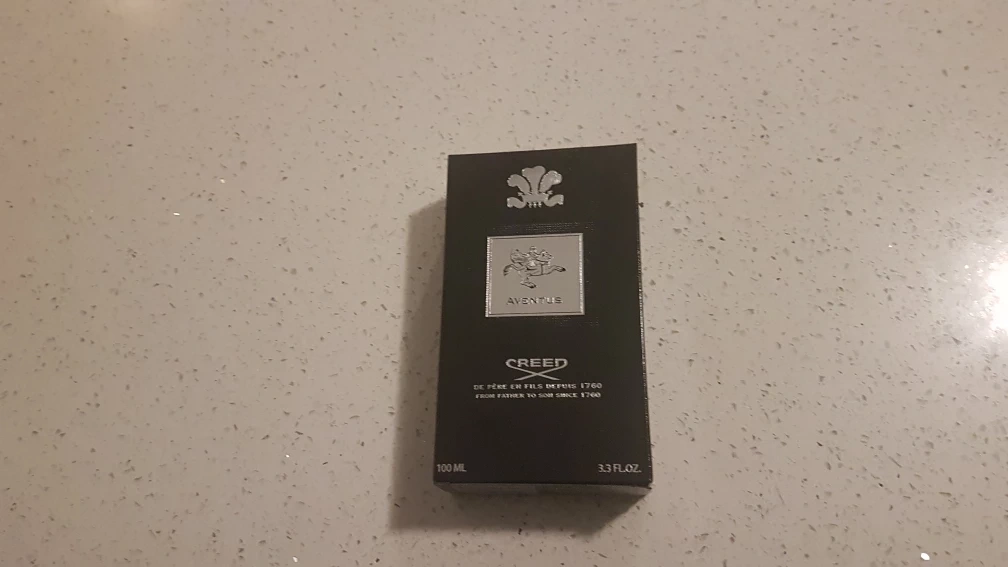 AVENTUS
CREED
DE PÈRE EN FILS DEPUIS 1760
FROM FATHER TO SON SINCE 1760
100 ML
3.3 FL.OZ.